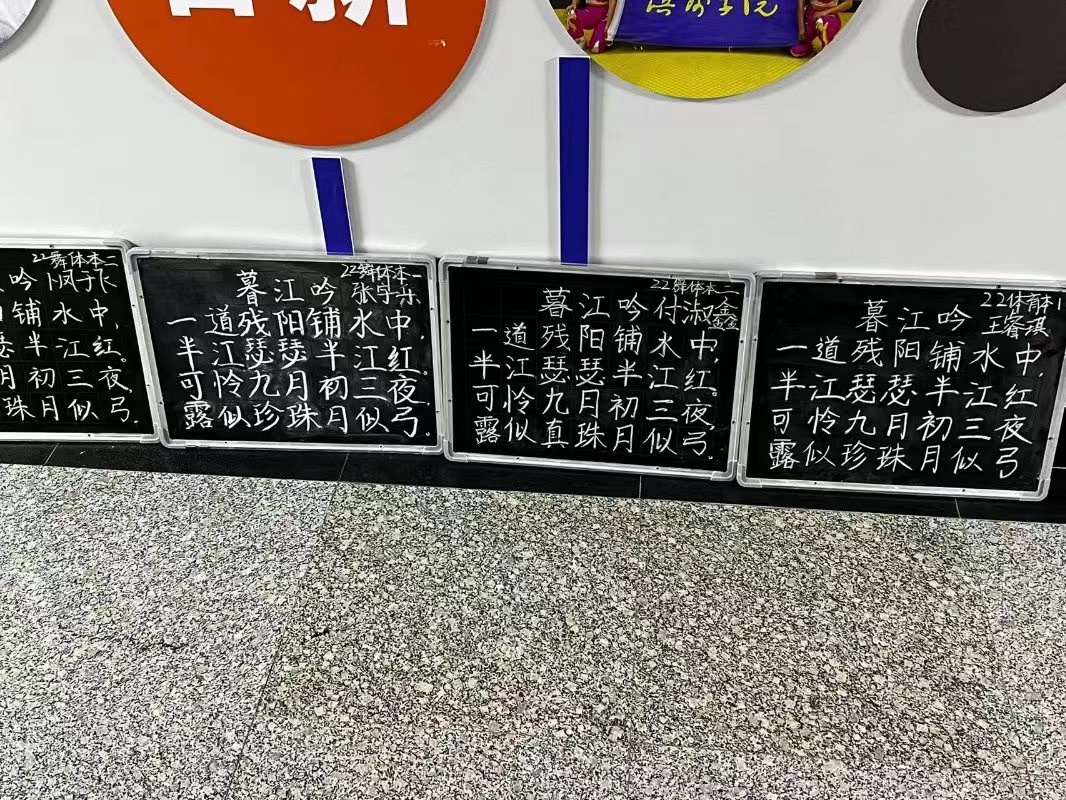 新
22舞体本二
吟
铺水中,
瑟半江红。
月初三夜,
珠月似弓.
22舞体本一
暮江吟
一道残阳铺水中,
半江瑟瑟半江红。
可怜九月初三夜,
露似珍珠月似弓.
22舞体本二
暮江吟 付淑鑫
一道残阳铺水中,
半江瑟瑟半江红。
可怜九月初三夜,
露似真珠月似弓.
22体育本1
暮江吟 王睿琪
一道残阳铺水中,
半江瑟瑟半江红
可怜九月初三夜
露似珍珠月似弓.